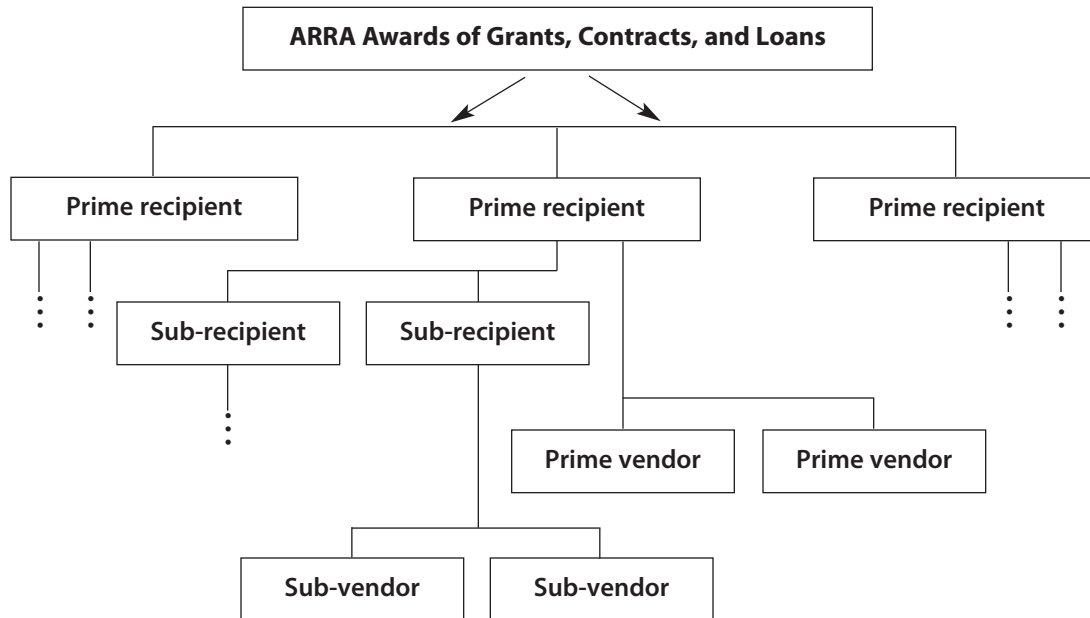 ARRA Awards of Grants, Contracts, and Loans
Prime recipient
Prime recipient
Prime recipient
Sub-recipient
Sub-recipient
Prime vendor
Prime vendor
Sub-vendor
Sub-vendor